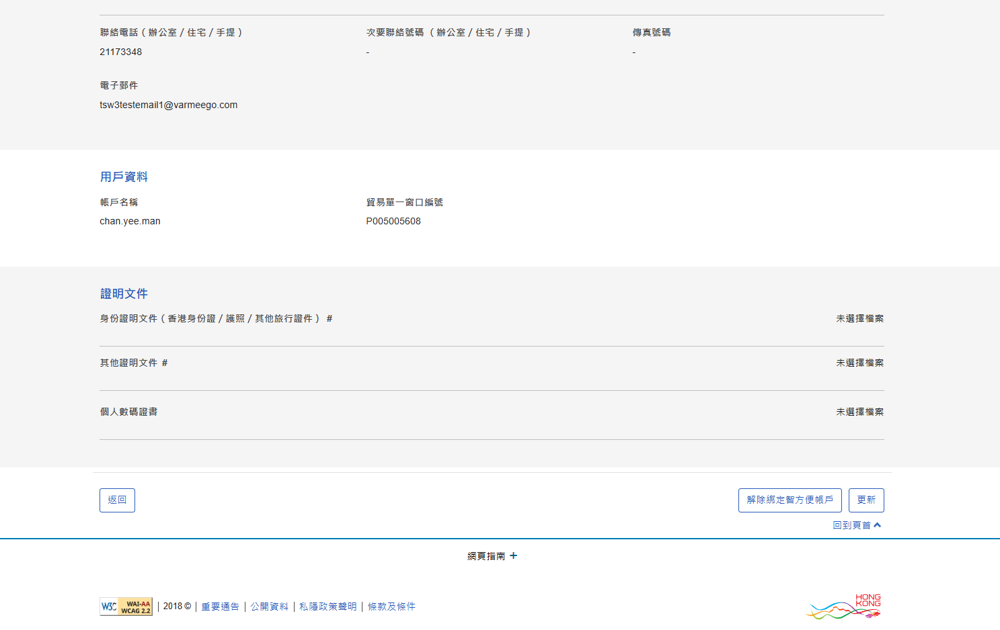 聯絡電話 ( 辦公室 / 住宅 / 手提 )
次要聯絡號碼 ( 辦公室 / 住宅 / 手提 )
傳真號碼
21173348
-
-
電子郵件
tsw3testemail1@varmeego.com
用戶資料
帳戶名稱
貿易單一窗口編號
chan.yee.man
P005005608
證明文件
身份證明文件 ( 香港身份證 / 護照 / 其他旅行證件 ) #
未選擇檔案
其他證明文件 #
未選擇檔案
個人數碼證書
未選擇檔案
返回
解除綁定智方便帳戶
更新
回到頁首
網頁指南 +
W3C WAI-AA WCAG 2.2
| 2018 © | 重要通告 | 公開資料 | 私隱政策聲明 | 條款及條件
HONG
KONG